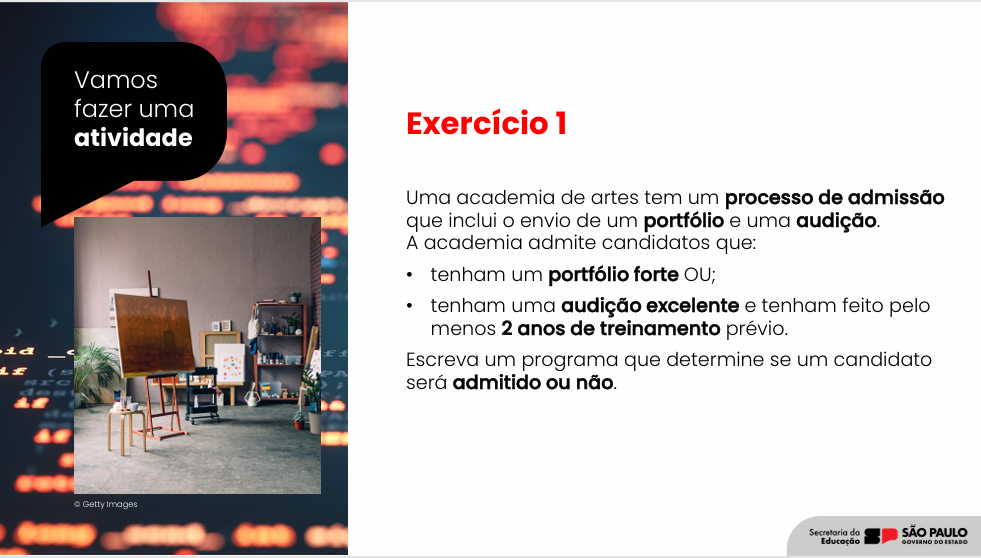 Vamos
fazer uma
atividade
© Getty Images
Exercício 1
Uma academia de artes tem um processo de admissão
que inclui o envio de um portfólio e uma audição.
A academia admite candidatos que:
• tenham um portfólio forte OU;
• tenham uma audição excelente e tenham feito pelo
menos 2 anos de treinamento prévio.
Escreva um programa que determine se um candidato
será admitido ou não.
Secretaria da
Educação
SP
SÃO PAULO
GOVERNO DO ESTADO